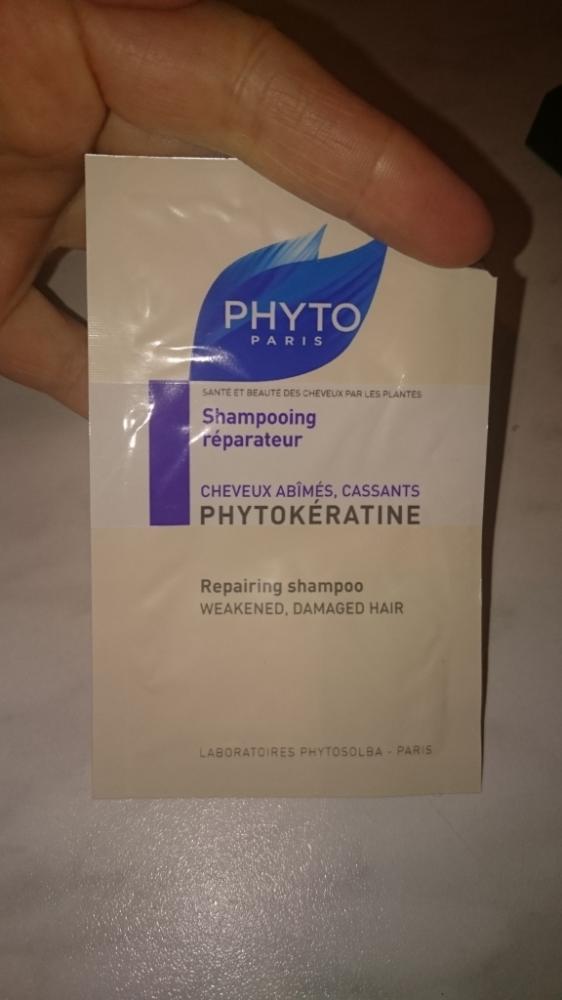 PHYTO
PARIS
SANTÉ ET BEAUTÉ DES CHEVEUX PAR LES PLANTES
Shampooing
réparateur
CHEVEUX ABÎMÉS, CASSANTS
PHYTOKÉRATINE
Repairing shampoo
WEAKENED, DAMAGED HAIR
LABORATOIRES PHYTOSOLBA - PARIS